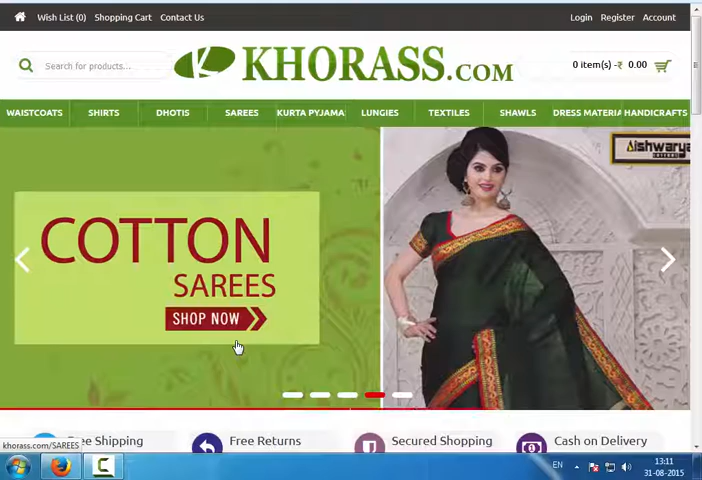 Wish List (0) Shopping Cart Contact Us Login Register Account
Search for products...
KHORASS.COM
0 item(s) -₹ 0.00
WAISTCOATS SHIRTS DHOTIS SAREES KURTA PYJAMA LUNGIES TEXTILES SHAWLS DRESS MATERIA HANDICRAFTS
Aishwarya
COTTON
SAREES
SHOP NOW
Free Shipping Free Returns Secured Shopping Cash on Delivery
khorass.com/SAREES
EN 13:11
31-08-2015